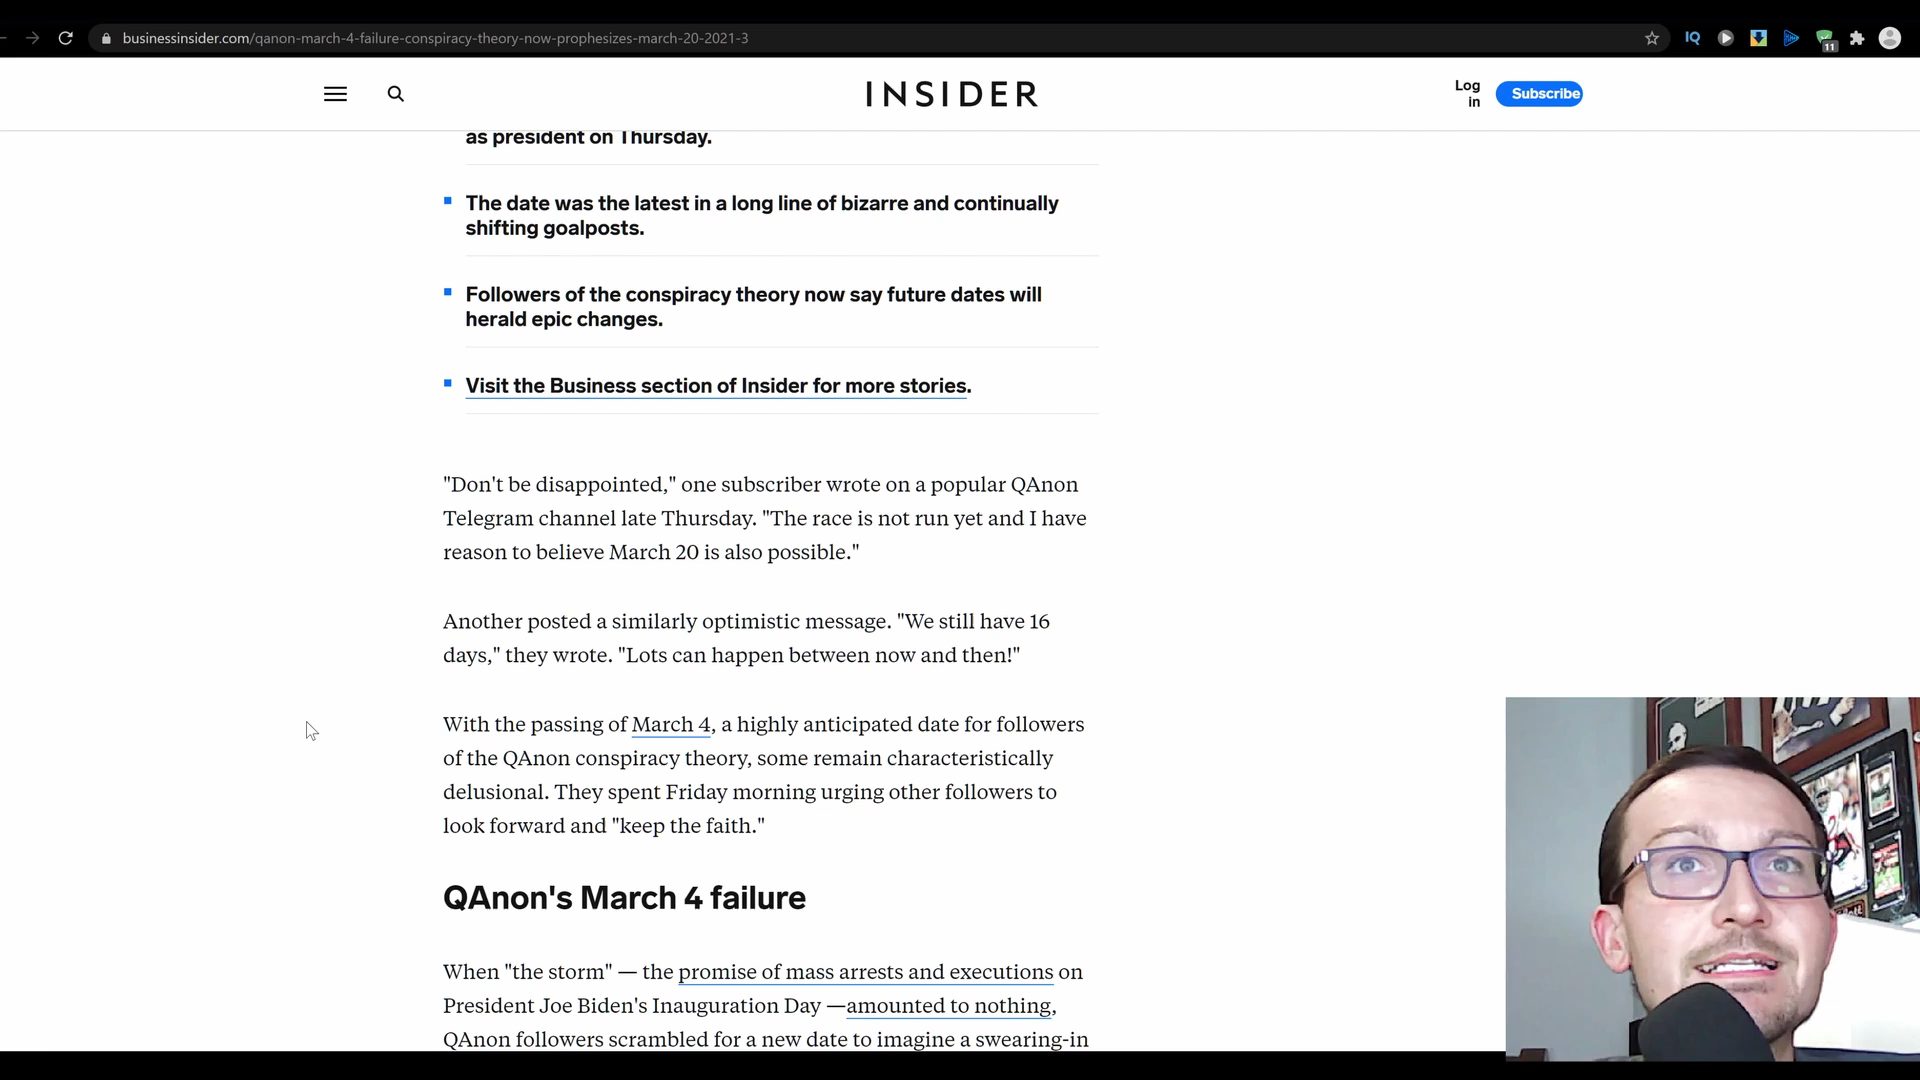 businessinsider.com/qanon-march-4-failure-conspiracy-theory-now-prophesizes-march-20-2021-3
IQ
11
INSIDER
Log
in
Subscribe
as president on Thursday.
The date was the latest in a long line of bizarre and continually
shifting goalposts.
Followers of the conspiracy theory now say future dates will
herald epic changes.
Visit the Business section of Insider for more stories.
"Don't be disappointed," one subscriber wrote on a popular QAnon
Telegram channel late Thursday. "The race is not run yet and I have
reason to believe March 20 is also possible."
Another posted a similarly optimistic message. "We still have 16
days," they wrote. "Lots can happen between now and then!"
With the passing of March 4, a highly anticipated date for followers
of the QAnon conspiracy theory, some remain characteristically
delusional. They spent Friday morning urging other followers to
look forward and "keep the faith."
QAnon's March 4 failure
When "the storm" — the promise of mass arrests and executions on
President Joe Biden's Inauguration Day —amounted to nothing,
QAnon followers scrambled for a new date to imagine a swearing-in